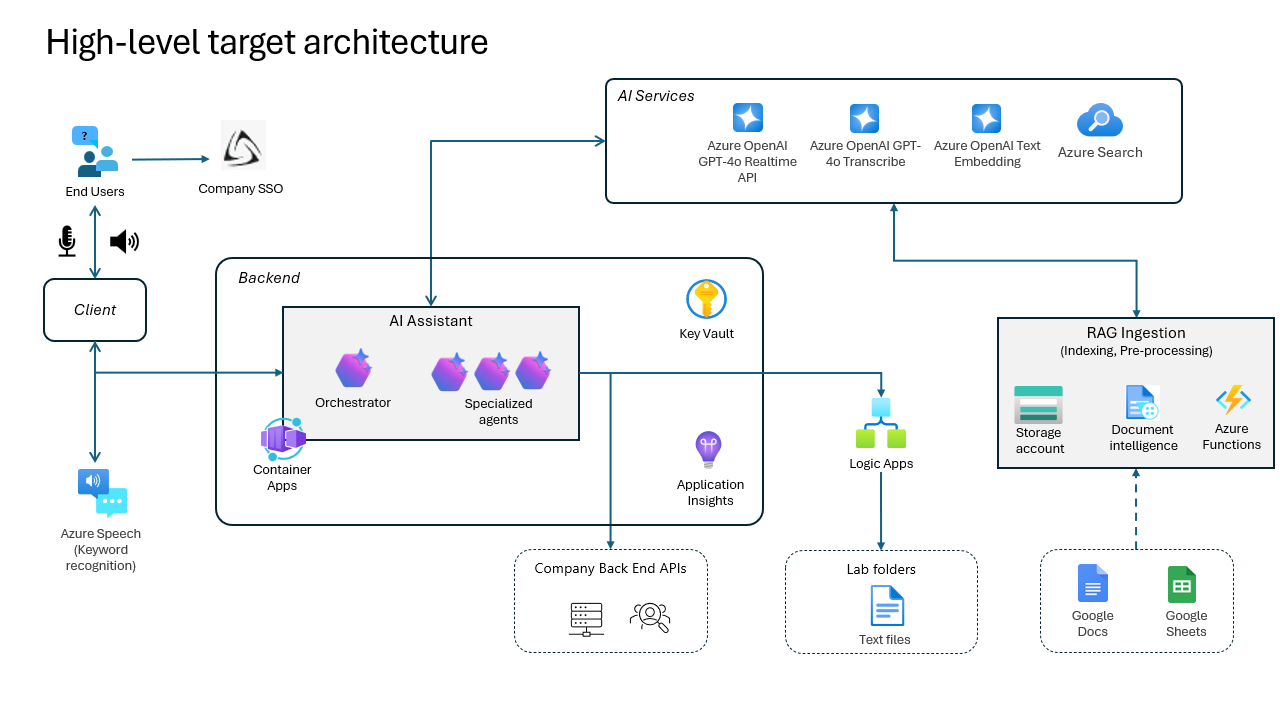 High-level target architecture
AI Services
Azure OpenAI
GPT-4o Realtime
API
Azure OpenAI GPT-
4o Transcribe
Azure OpenAI Text
Embedding
Azure Search
?
End Users
Company SSO
Client
Backend
AI Assistant
Orchestrator
Specialized
agents
Key Vault
Container
Apps
Application
Insights
Azure Speech
(Keyword
recognition)
Logic Apps
RAG Ingestion
(Indexing, Pre-processing)
Storage
account
Document
intelligence
Azure
Functions
Company Back End APIs
Lab folders
Text files
Google
Docs
Google
Sheets